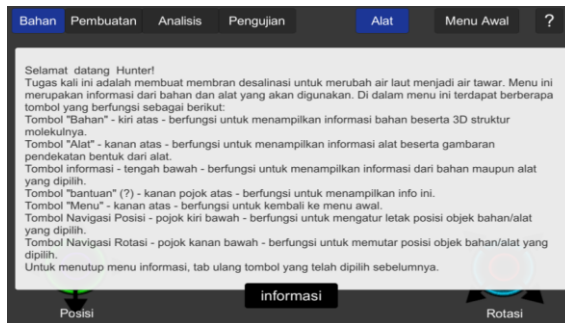 Bahan Pembuatan Analisis Pengujian Alat Menu Awal ?
Selamat datang Hunter!
Tugas kali ini adalah membuat membran desalinasi untuk merubah air laut menjadi air tawar. Menu ini
merupakan informasi dari bahan dan alat yang akan digunakan. Di dalam menu ini terdapat berberapa
tombol yang berfungsi sebagai berikut:
Tombol "Bahan" - kiri atas - berfungsi untuk menampilkan informasi bahan beserta 3D struktur
molekulnya.
Tombol "Alat" - kanan atas - berfungsi untuk menampilkan informasi alat beserta gambaran
pendekatan bentuk dari alat.
Tombol informasi - tengah bawah - berfungsi untuk menampilkan informasi dari bahan maupun alat
yang dipilih.
Tombol "bantuan" (?) - kanan pojok atas - berfungsi untuk menampilkan info ini.
Tombol "Menu" - kanan atas - berfungsi untuk kembali ke menu awal.
Tombol Navigasi Posisi - pojok kiri bawah - berfungsi untuk mengatur letak posisi objek bahan/alat
yang dipilih.
Tombol Navigasi Rotasi - pojok kanan bawah - berfungsi untuk memutar posisi objek bahan/alat yang
dipilih.
Untuk menutup menu informasi, tab ulang tombol yang telah dipilih sebelumnya.
informasi
Posisi Rotasi